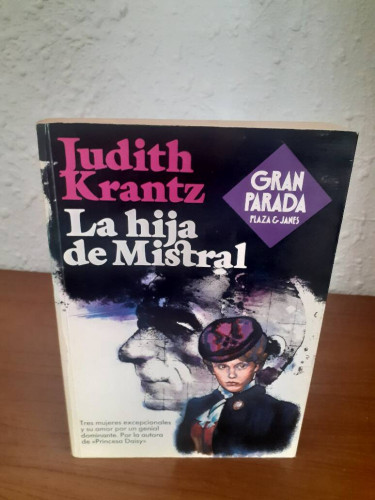 Judith
Krantz
GRAN
PARADA
PLAZA & JANES
La hija
de Mistral
Tres mujeres excepcionales
y su amor por un genial
dominante. Por la autora
de «Princesa Daisy»